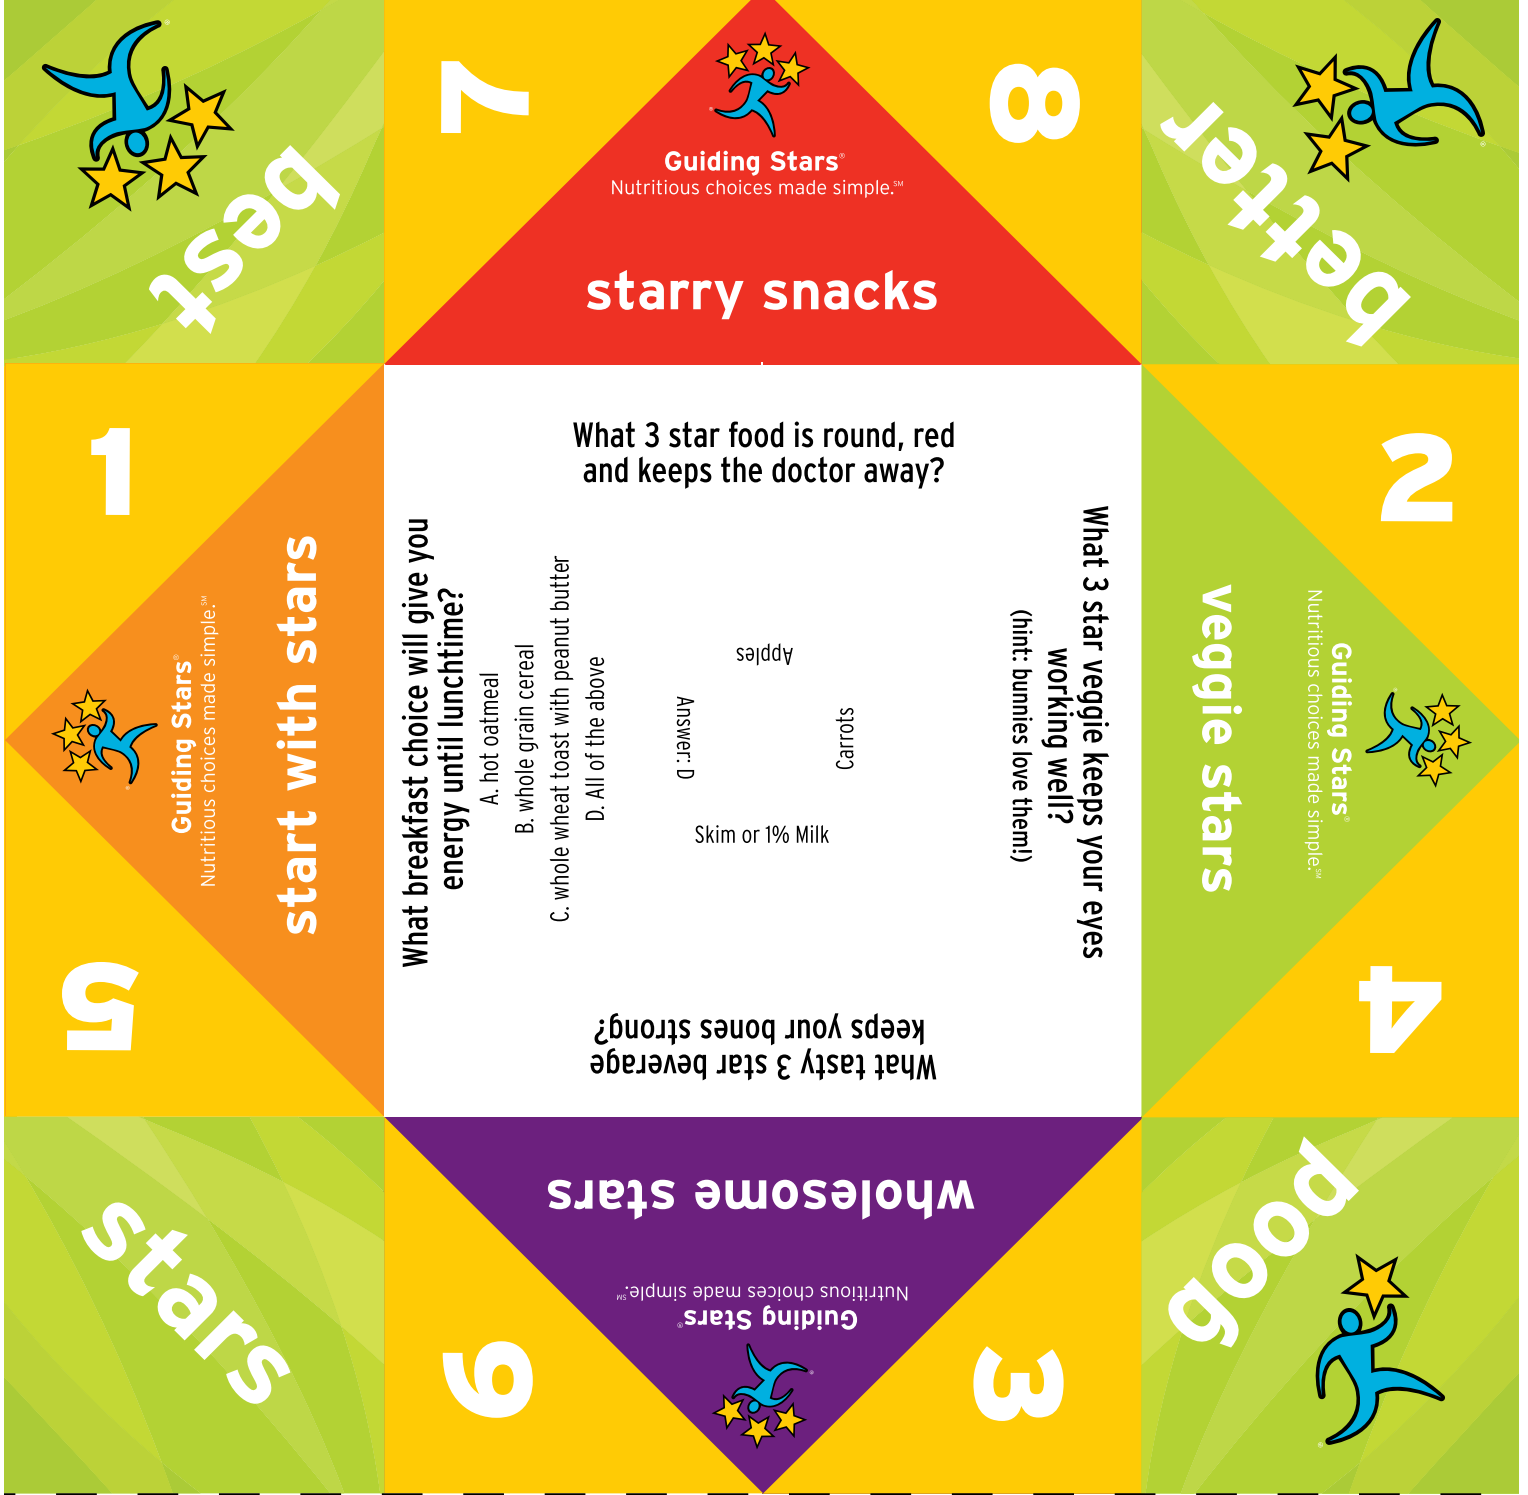 best
7
Guiding Stars®
Nutritious choices made simple.℠
starry snacks
8
better
1
Guiding Stars®
Nutritious choices made simple.℠
start with stars
5
What 3 star food is round, red
and keeps the doctor away?
What breakfast choice will give you
energy until lunchtime?
A. hot oatmeal
B. whole grain cereal
C. whole wheat toast with peanut butter
D. All of the above
Apples
Answer: D
Carrots
Skim or 1% Milk
What 3 star veggie keeps your eyes
working well?
(hint: bunnies love them!)
What tasty 3 star beverage
keeps your bones strong?
2
veggie stars
Guiding Stars®
Nutritious choices made simple.℠
4
stars
6
wholesome stars
Guiding Stars®
Nutritious choices made simple.℠
3
good